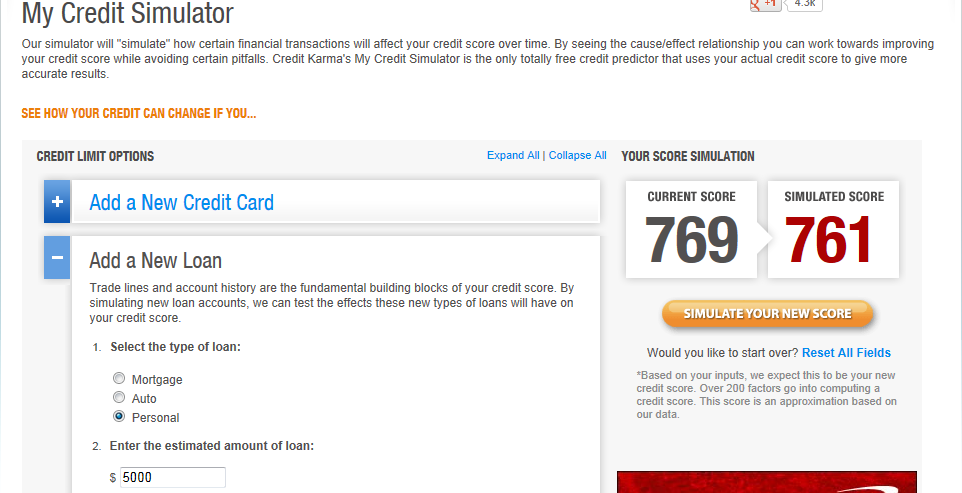 +1
4.3k
My Credit Simulator
Our simulator will "simulate" how certain financial transactions will affect your credit score over time. By seeing the cause/effect relationship you can work towards improving
your credit score while avoiding certain pitfalls. Credit Karma's My Credit Simulator is the only totally free credit predictor that uses your actual credit score to give more
accurate results.
SEE HOW YOUR CREDIT CAN CHANGE IF YOU...
CREDIT LIMIT OPTIONS
Expand All | Collapse All
+ Add a New Credit Card
− Add a New Loan
Trade lines and account history are the fundamental building blocks of your credit score. By
simulating new loan accounts, we can test the effects these new types of loans will have on
your credit score.
1. Select the type of loan:
Mortgage
Auto
Personal
2. Enter the estimated amount of loan:
$ 5000
YOUR SCORE SIMULATION
CURRENT SCORE
769
SIMULATED SCORE
761
SIMULATE YOUR NEW SCORE
Would you like to start over? Reset All Fields
*Based on your inputs, we expect this to be your new
credit score. Over 200 factors go into computing a
credit score. This score is an approximation based on
our data.